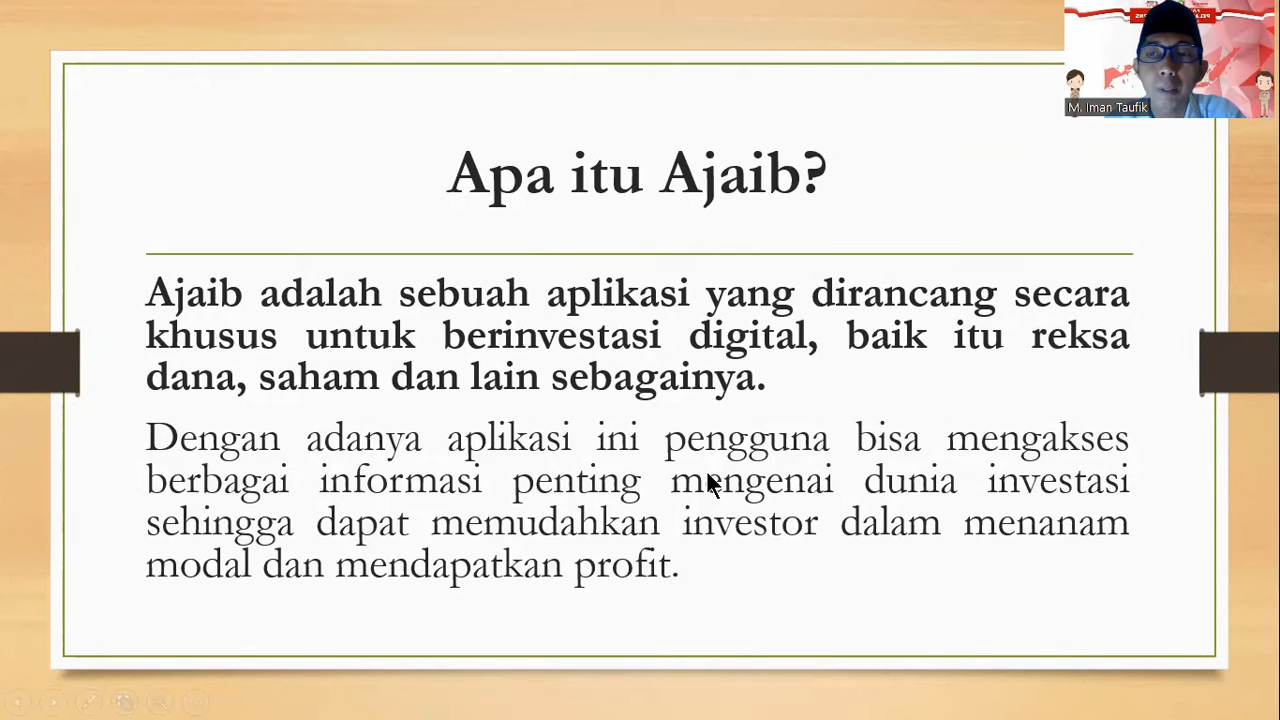 M. Iman Taufik
Apa itu Ajaib?
Ajaib adalah sebuah aplikasi yang dirancang secara
khusus untuk berinvestasi digital, baik itu reksa
dana, saham dan lain sebagainya.
Dengan adanya aplikasi ini pengguna bisa mengakses
berbagai informasi penting mengenai dunia investasi
sehingga dapat memudahkan investor dalam menanam
modal dan mendapatkan profit.